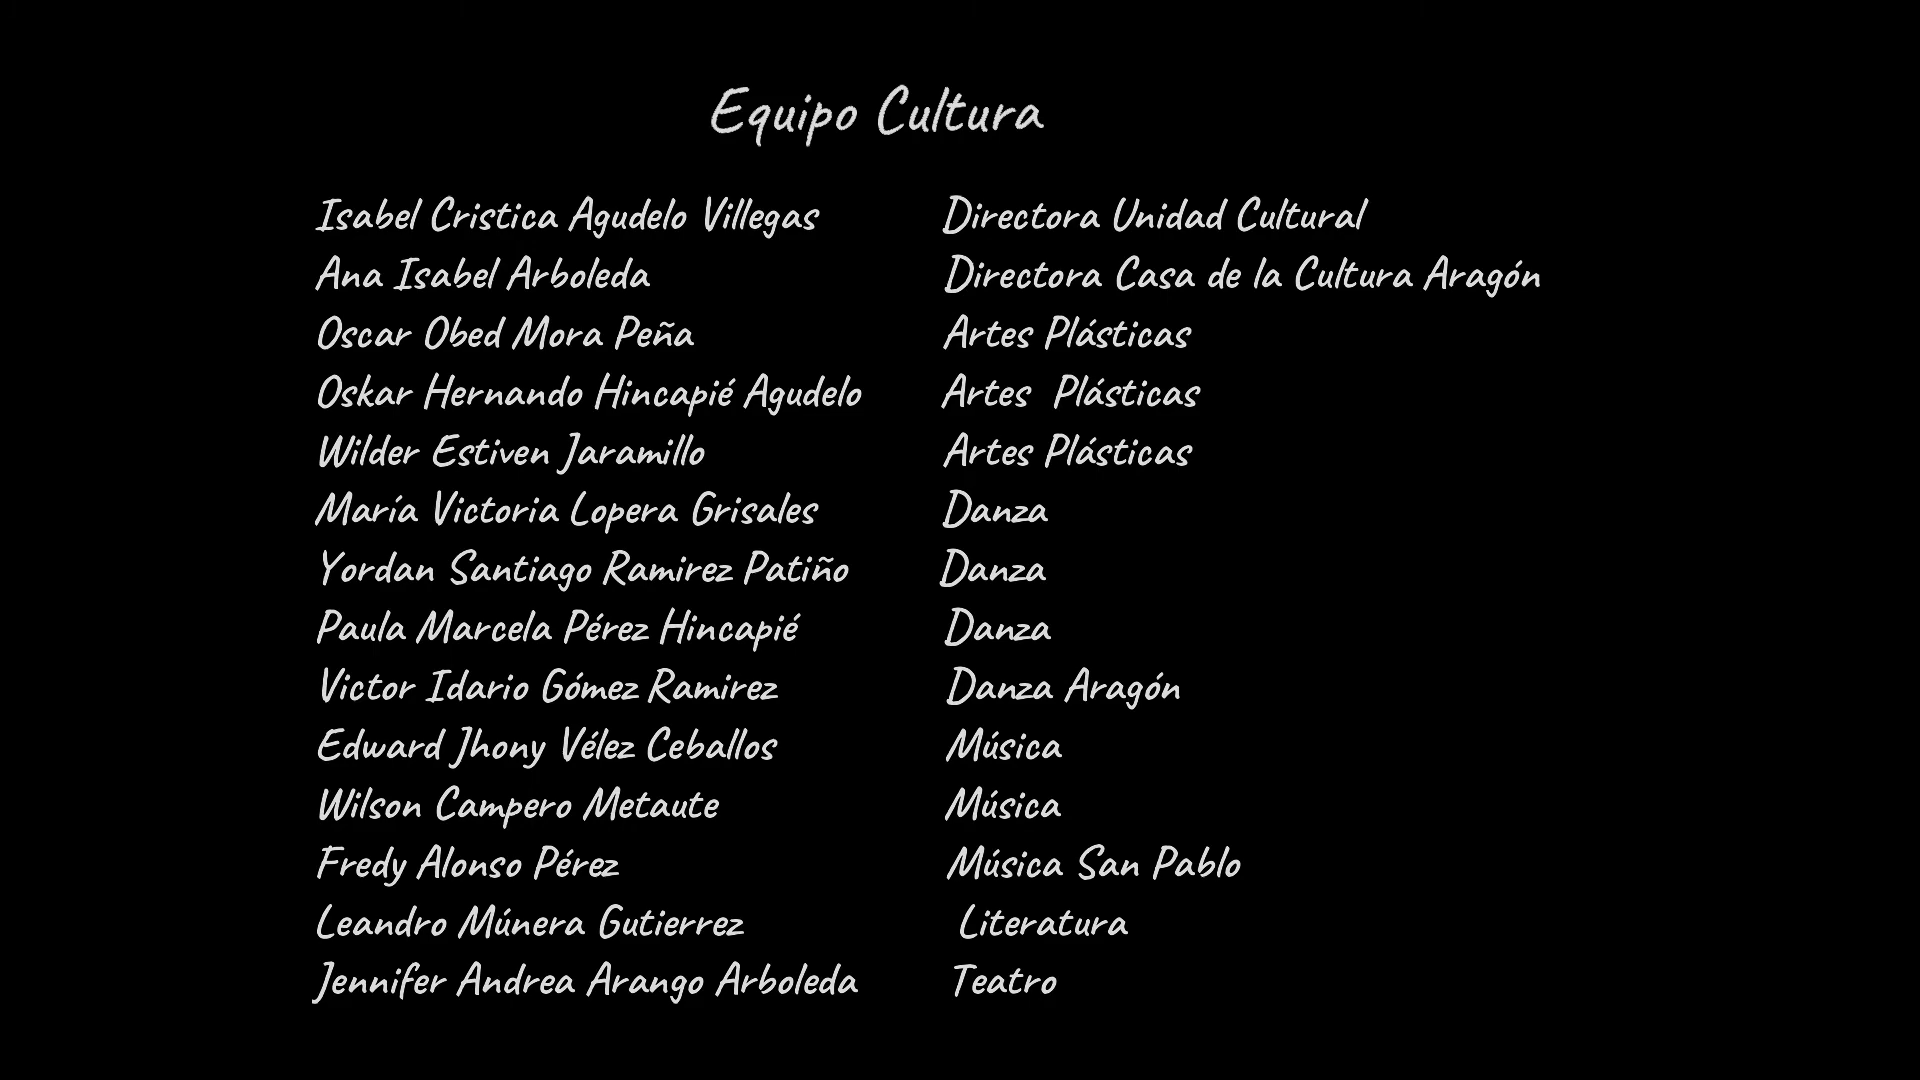 Equipo Cultura
Isabel Cristica Agudelo Villegas Directora Unidad Cultural
Ana Isabel Arboleda Directora Casa de la Cultura Aragón
Oscar Obed Mora Peña Artes Plásticas
Oskar Hernando Hincapié Agudelo Artes Plásticas
Wilder Estiven Jaramillo Artes Plásticas
María Victoria Lopera Grisales Danza
Yordan Santiago Ramirez Patiño Danza
Paula Marcela Pérez Hincapié Danza
Victor Idario Gómez Ramirez Danza Aragón
Edward Jhony Vélez Ceballos Música
Wilson Campero Metaute Música
Fredy Alonso Pérez Música San Pablo
Leandro Múnera Gutierrez Literatura
Jennifer Andrea Arango Arboleda Teatro